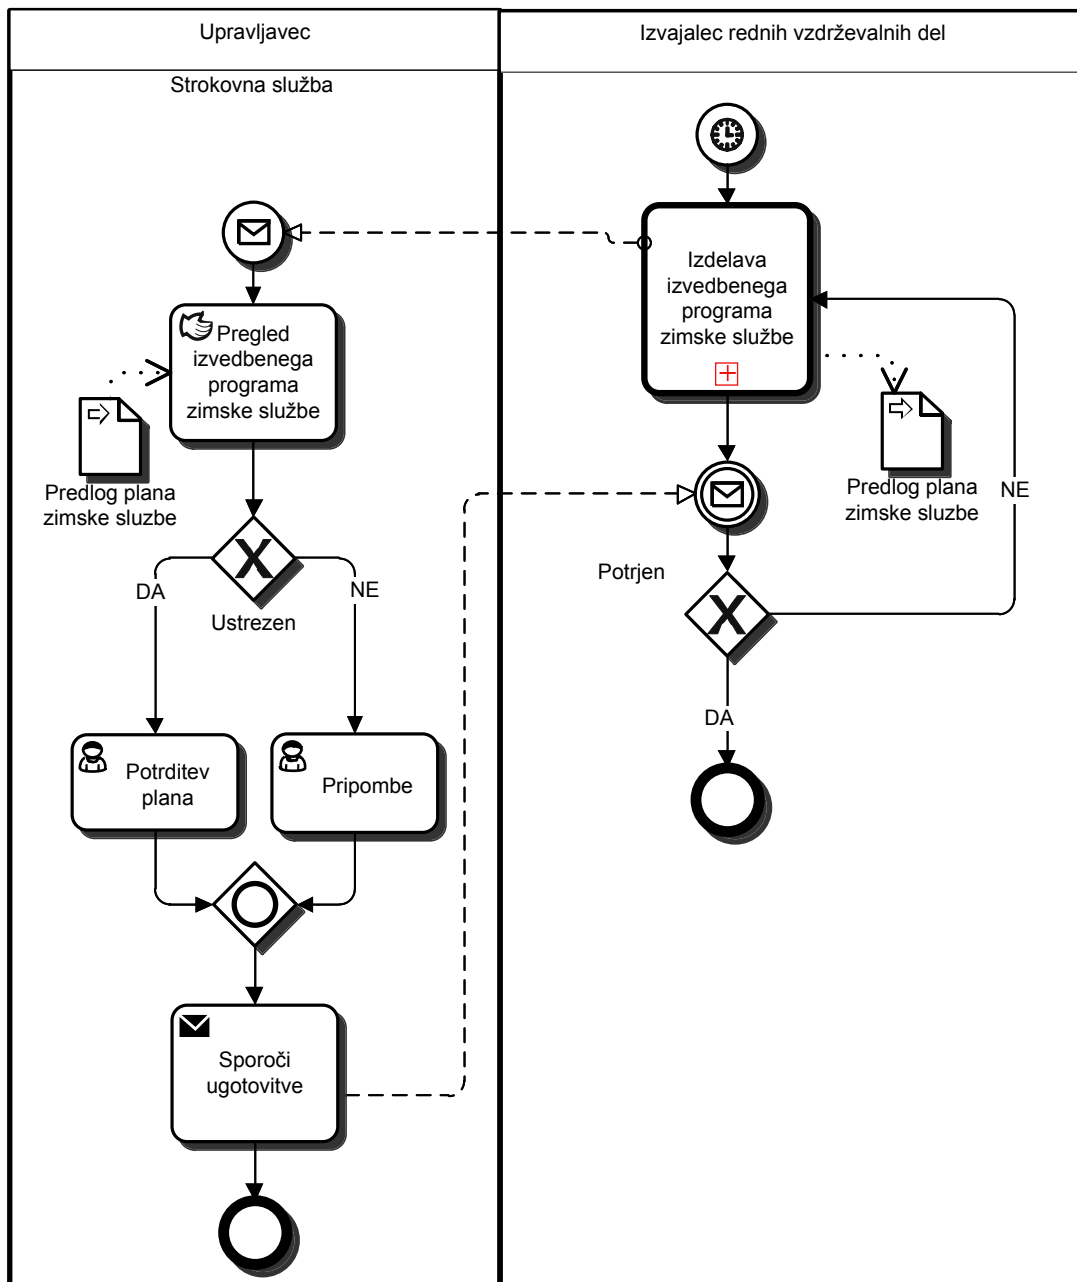 Upravljavec
Izvajalec rednih vzdrževalnih del
Strokovna služba
Izdelava
izvedbenega
programa
zimske službe
Pregled
izvedbenega
programa
zimske službe
Predlog plana
zimske sluzbe
Predlog plana
zimske sluzbe
NE
Potrjen
DA
NE
Ustrezen
DA
Potrditev
plana
Pripombe
Sporoči
ugotovitve